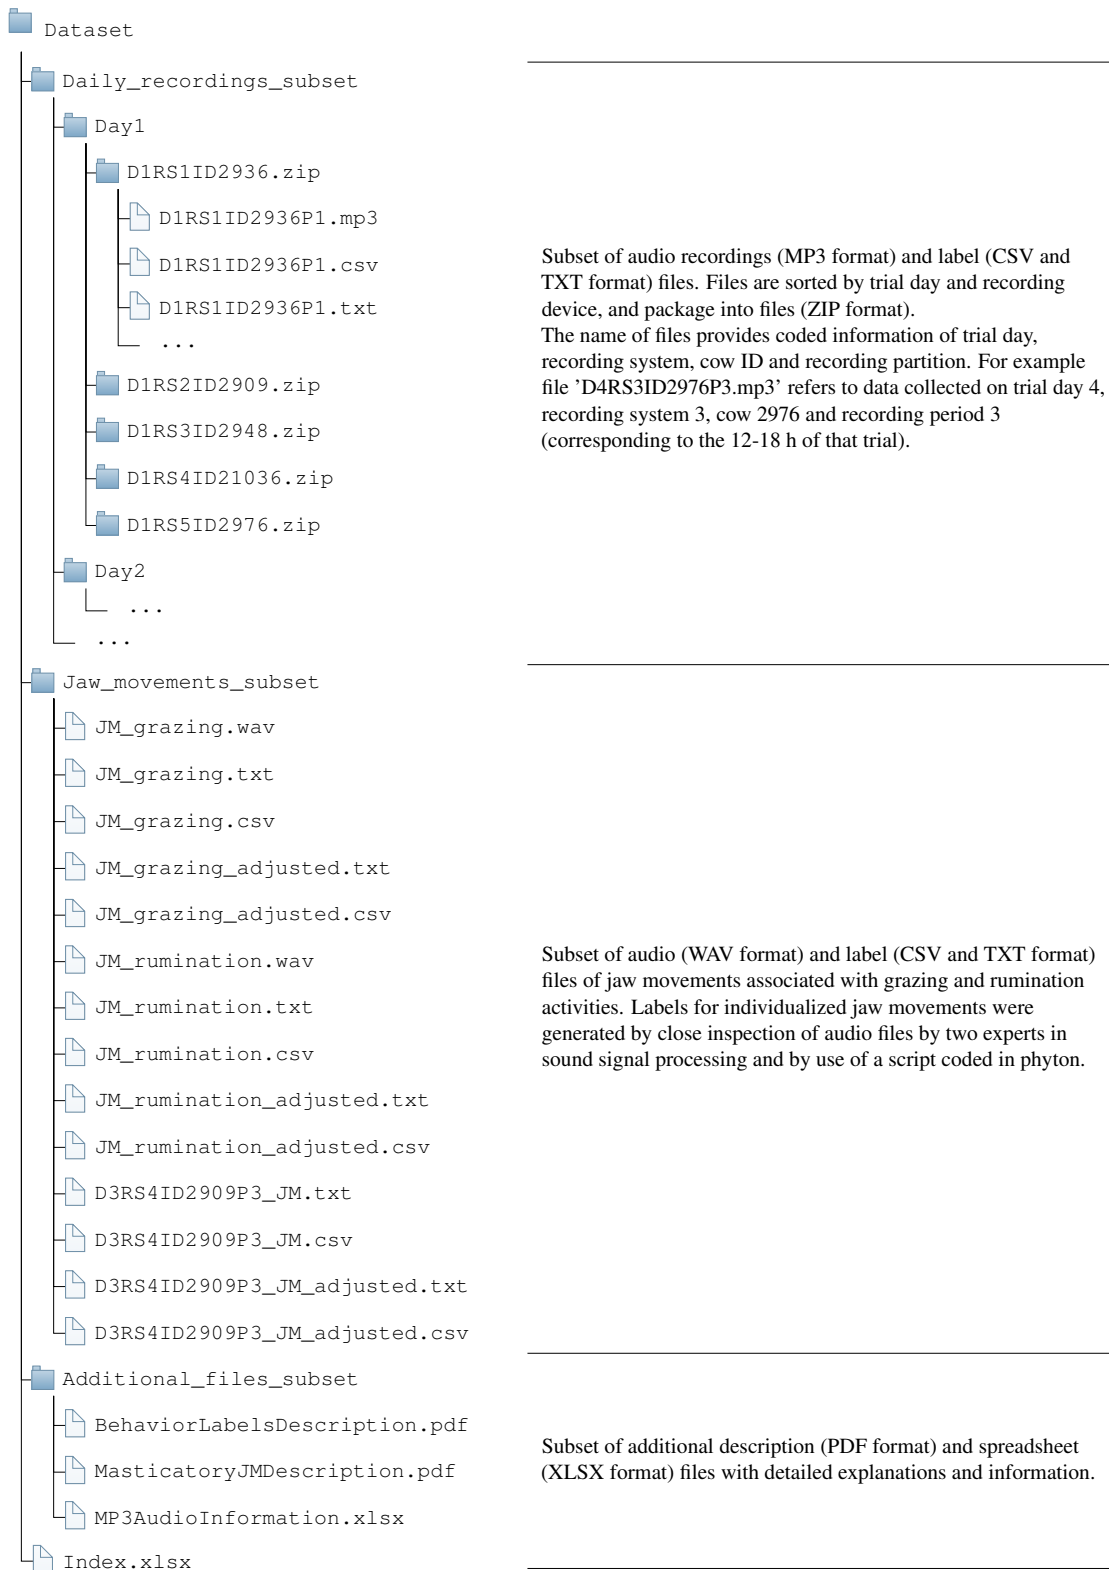 Dataset
Daily_recordings_subset
Day1
D1RS1ID2936.zip
D1RS1ID2936P1.mp3
D1RS1ID2936P1.csv
D1RS1ID2936P1.txt
...
D1RS2ID2909.zip
D1RS3ID2948.zip
D1RS4ID21036.zip
D1RS5ID2976.zip
Day2
...
...
Subset of audio recordings (MP3 format) and label (CSV and
TXT format) files. Files are sorted by trial day and recording
device, and package into files (ZIP format).
The name of files provides coded information of trial day,
recording system, cow ID and recording partition. For example
file ’D4RS3ID2976P3.mp3’ refers to data collected on trial day 4,
recording system 3, cow 2976 and recording period 3
(corresponding to the 12-18 h of that trial).
Jaw_movements_subset
JM_grazing.wav
JM_grazing.txt
JM_grazing.csv
JM_grazing_adjusted.txt
JM_grazing_adjusted.csv
JM_rumination.wav
JM_rumination.txt
JM_rumination.csv
JM_rumination_adjusted.txt
JM_rumination_adjusted.csv
D3RS4ID2909P3_JM.txt
D3RS4ID2909P3_JM.csv
D3RS4ID2909P3_JM_adjusted.txt
D3RS4ID2909P3_JM_adjusted.csv
Subset of audio (WAV format) and label (CSV and TXT format)
files of jaw movements associated with grazing and rumination
activities. Labels for individualized jaw movements were
generated by close inspection of audio files by two experts in
sound signal processing and by use of a script coded in phyton.
Additional_files_subset
BehaviorLabelsDescription.pdf
MasticatoryJMDescription.pdf
MP3AudioInformation.xlsx
Subset of additional description (PDF format) and spreadsheet
(XLSX format) files with detailed explanations and information.
Index.xlsx